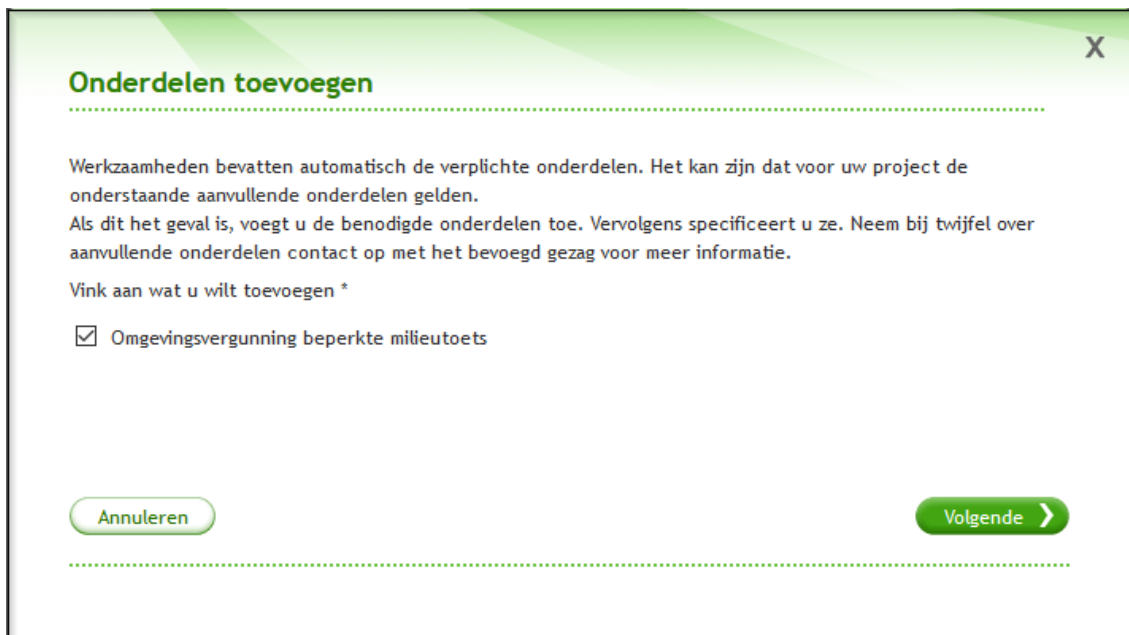 X
Onderdelen toevoegen
Werkzaamheden bevatten automatisch de verplichte onderdelen. Het kan zijn dat voor uw project de
onderstaande aanvullende onderdelen gelden.
Als dit het geval is, voegt u de benodigde onderdelen toe. Vervolgens specificeert u ze. Neem bij twijfel over
aanvullende onderdelen contact op met het bevoegd gezag voor meer informatie.
Vink aan wat u wilt toevoegen *
Omgevingsvergunning beperkte milieutoets
Annuleren
Volgende